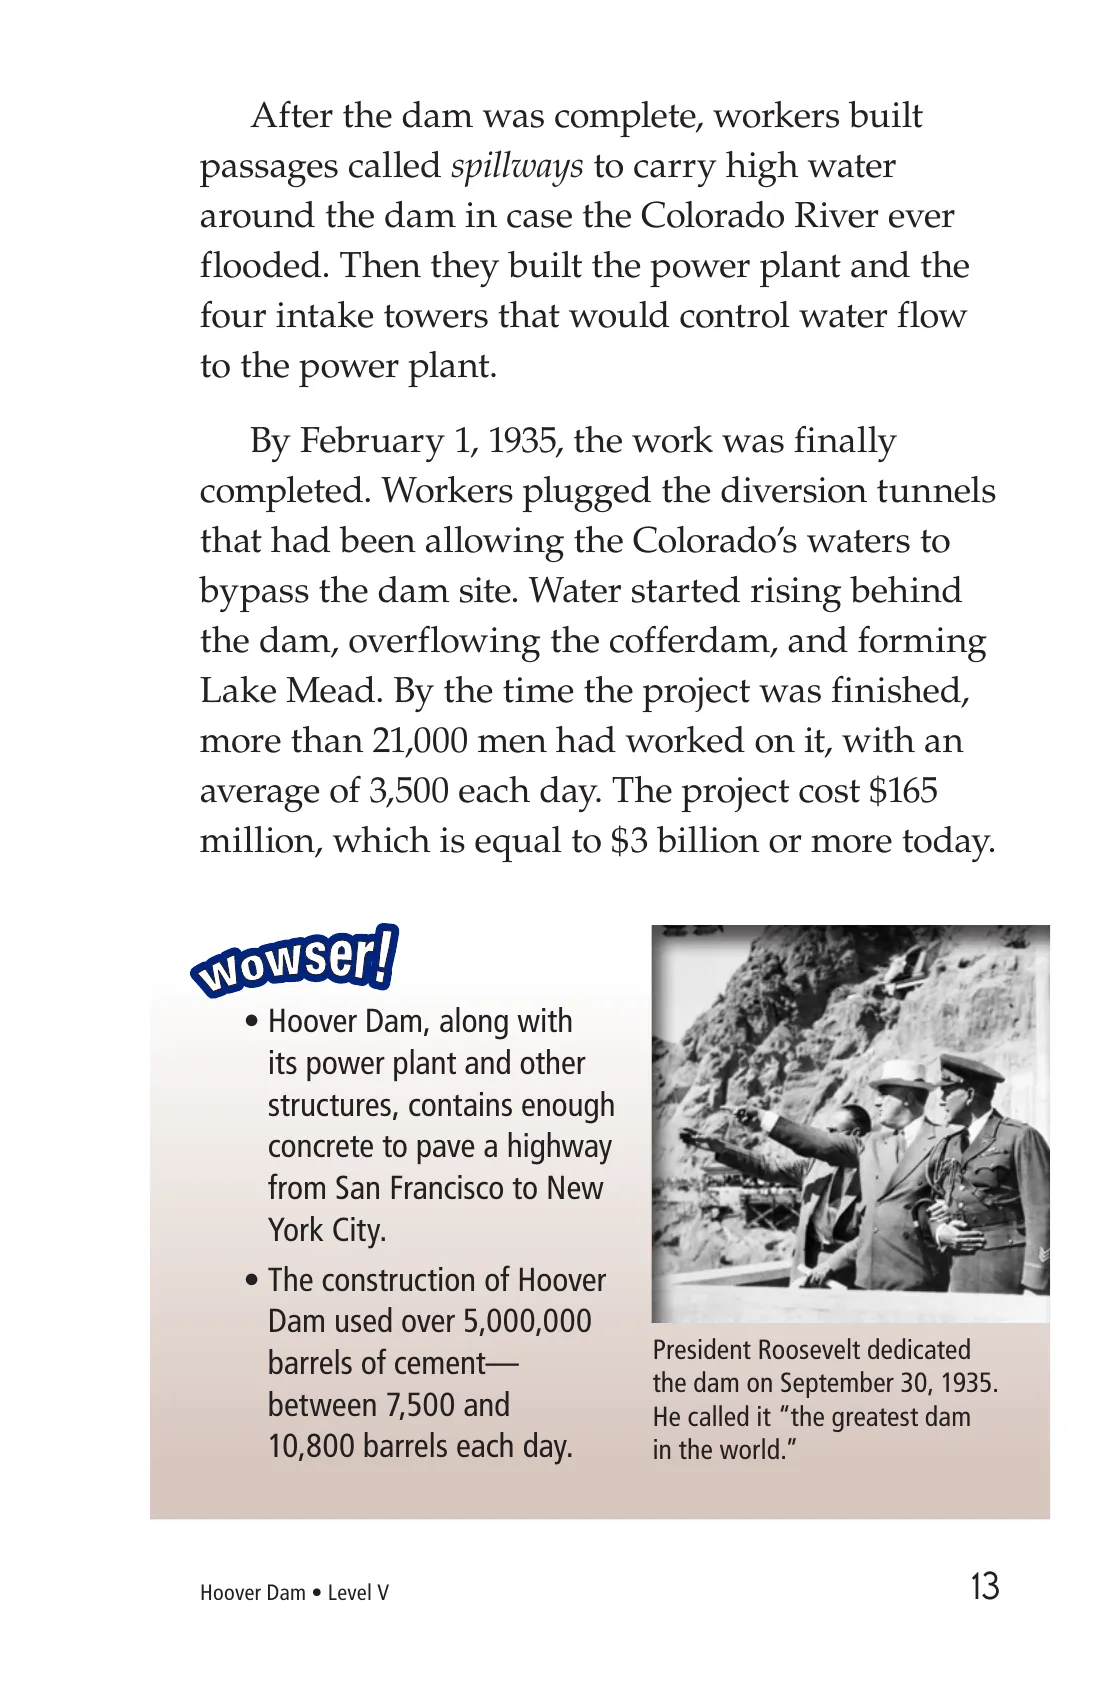 After the dam was complete, workers built
passages called spillways to carry high water
around the dam in case the Colorado River ever
flooded. Then they built the power plant and the
four intake towers that would control water flow
to the power plant.
By February 1, 1935, the work was finally
completed. Workers plugged the diversion tunnels
that had been allowing the Colorado’s waters to
bypass the dam site. Water started rising behind
the dam, overflowing the cofferdam, and forming
Lake Mead. By the time the project was finished,
more than 21,000 men had worked on it, with an
average of 3,500 each day. The project cost $165
million, which is equal to $3 billion or more today.
Wowser!
• Hoover Dam, along with
its power plant and other
structures, contains enough
concrete to pave a highway
from San Francisco to New
York City.
• The construction of Hoover
Dam used over 5,000,000
barrels of cement—
between 7,500 and
10,800 barrels each day.
President Roosevelt dedicated
the dam on September 30, 1935.
He called it “the greatest dam
in the world.”
Hoover Dam • Level V
13